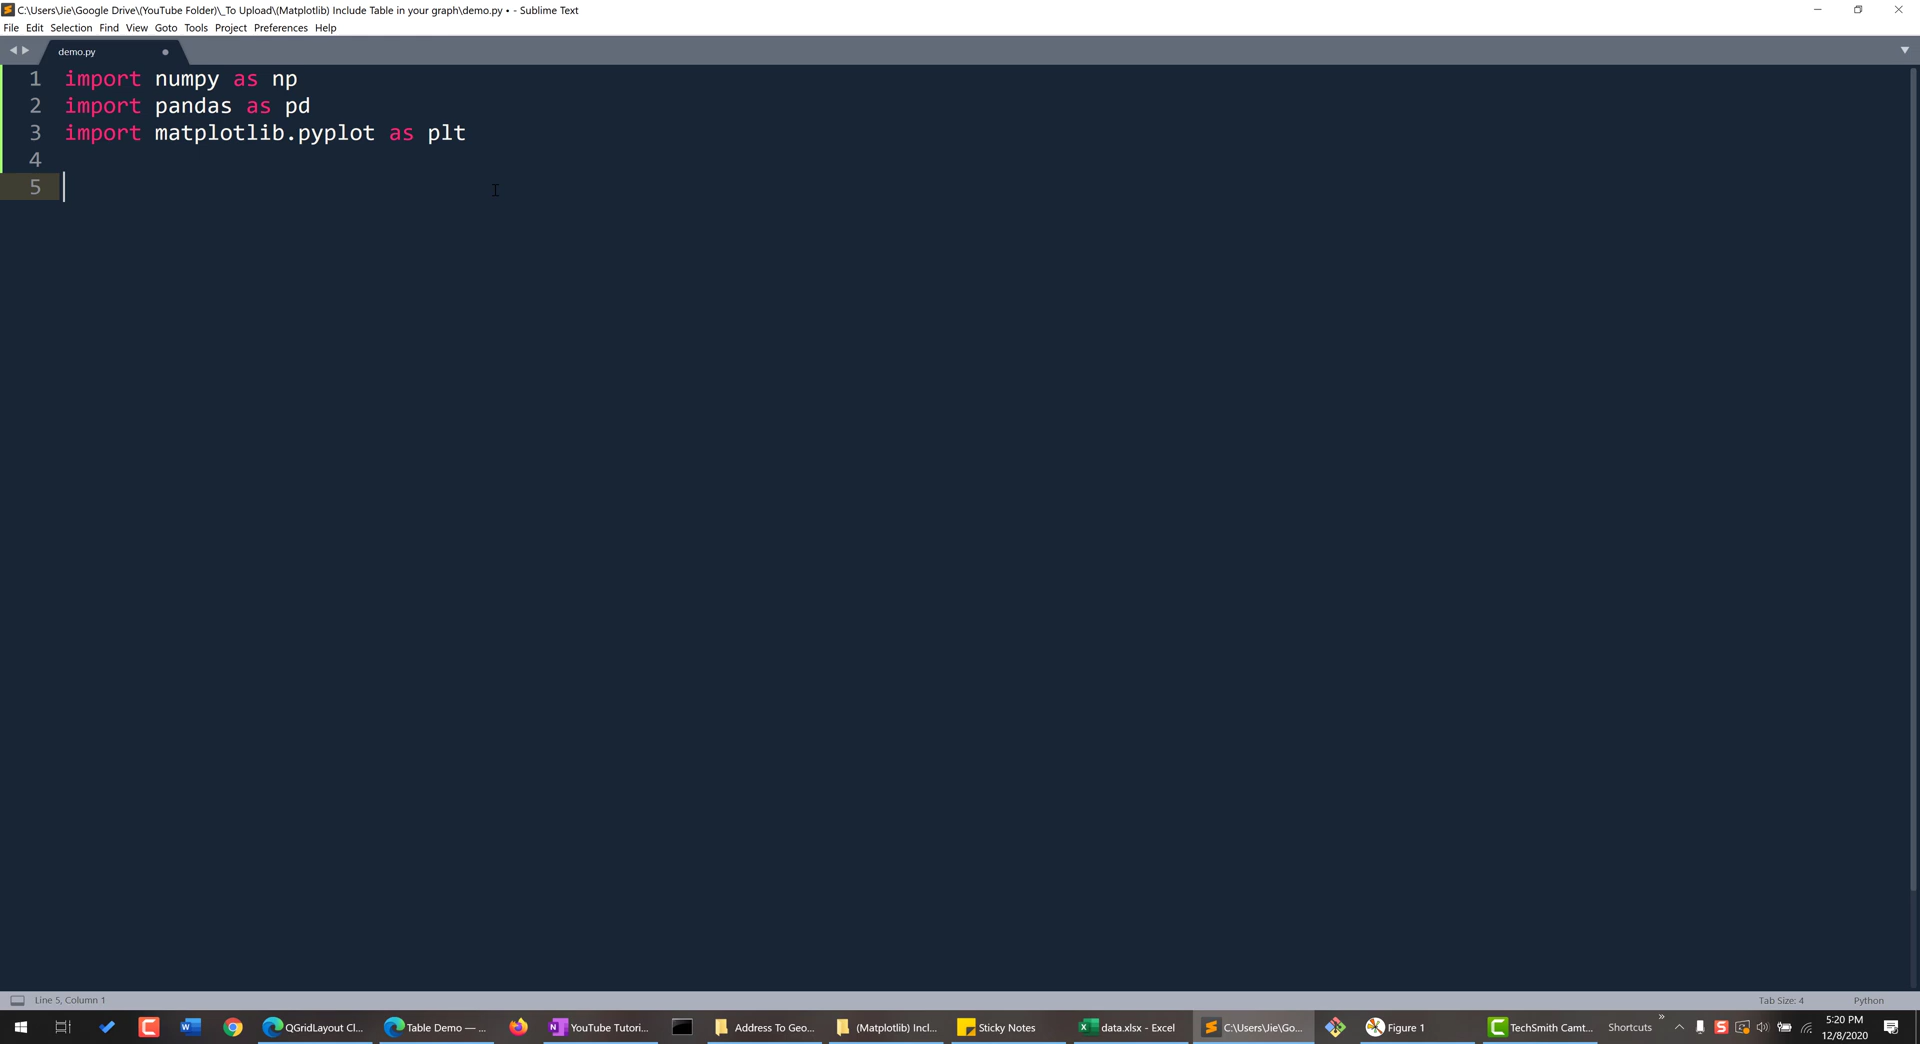 C:\Users\Jie\Google Drive\(YouTube Folder)\_To Upload\(Matplotlib) Include Table in your graph\demo.py • - Sublime Text
File Edit Selection Find View Goto Tools Project Preferences Help
demo.py
1 import numpy as np
2 import pandas as pd
3 import matplotlib.pyplot as plt
4
5
Line 5, Column 1 Tab Size: 4 Python
QGridLayout Cl... Table Demo — ... YouTube Tutori... Address To Geo... (Matplotlib) Incl... Sticky Notes data.xlsx - Excel C:\Users\Jie\Go... Figure 1 TechSmith Camt... Shortcuts » 5:20 PM
12/8/2020